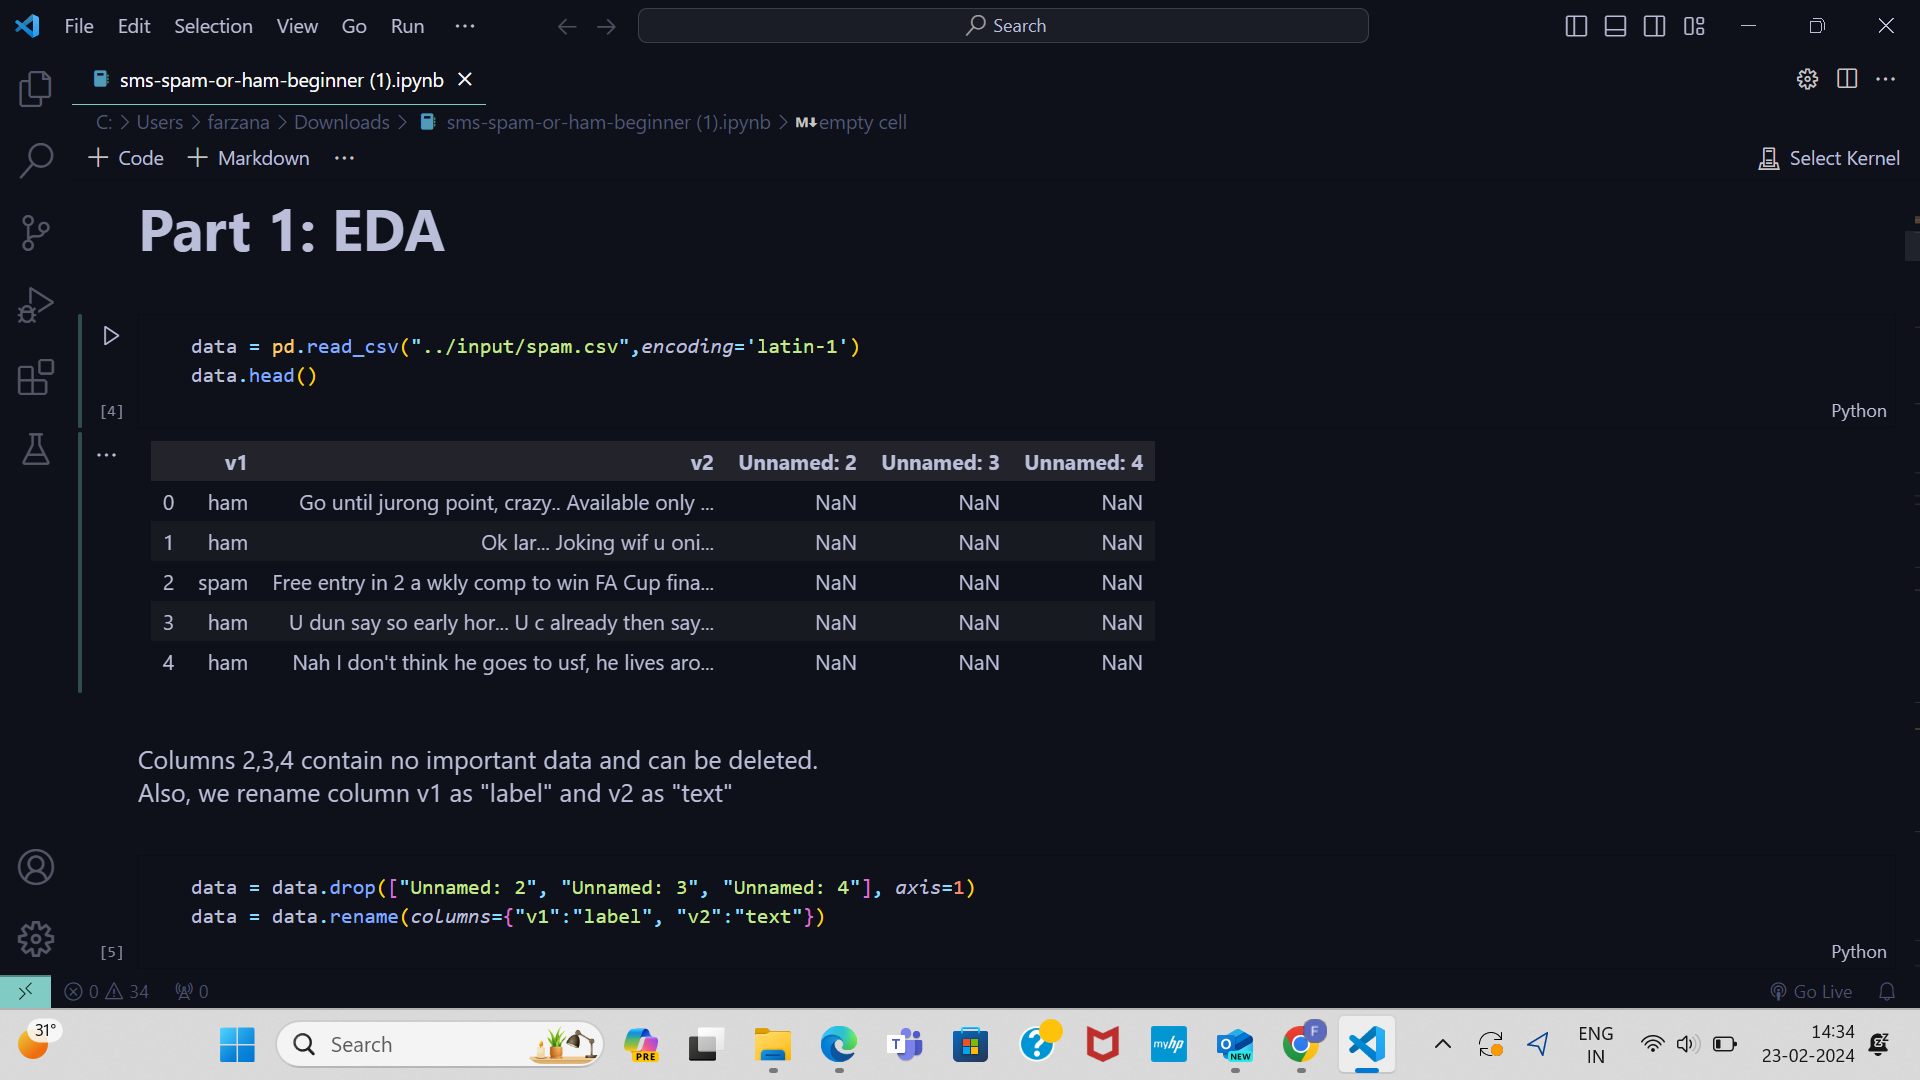 File Edit Selection View Go Run ··· Search
sms-spam-or-ham-beginner (1).ipynb
C: > Users > farzana > Downloads > sms-spam-or-ham-beginner (1).ipynb > M↓empty cell
+ Code + Markdown ··· Select Kernel
Part 1: EDA
data = pd.read_csv("../input/spam.csv",encoding='latin-1')
data.head()
[4] Python
v1 v2 Unnamed: 2 Unnamed: 3 Unnamed: 4
0 ham Go until jurong point, crazy.. Available only ... NaN NaN NaN
1 ham Ok lar... Joking wif u oni... NaN NaN NaN
2 spam Free entry in 2 a wkly comp to win FA Cup fina... NaN NaN NaN
3 ham U dun say so early hor... U c already then say... NaN NaN NaN
4 ham Nah I don't think he goes to usf, he lives aro... NaN NaN NaN
Columns 2,3,4 contain no important data and can be deleted.
Also, we rename column v1 as "label" and v2 as "text"
data = data.drop(["Unnamed: 2", "Unnamed: 3", "Unnamed: 4"], axis=1)
data = data.rename(columns={"v1":"label", "v2":"text"})
[5] Python
0 34 0 Go Live
31° Search PRE T ? myhp O NEW F ENG 14:34
IN 23-02-2024